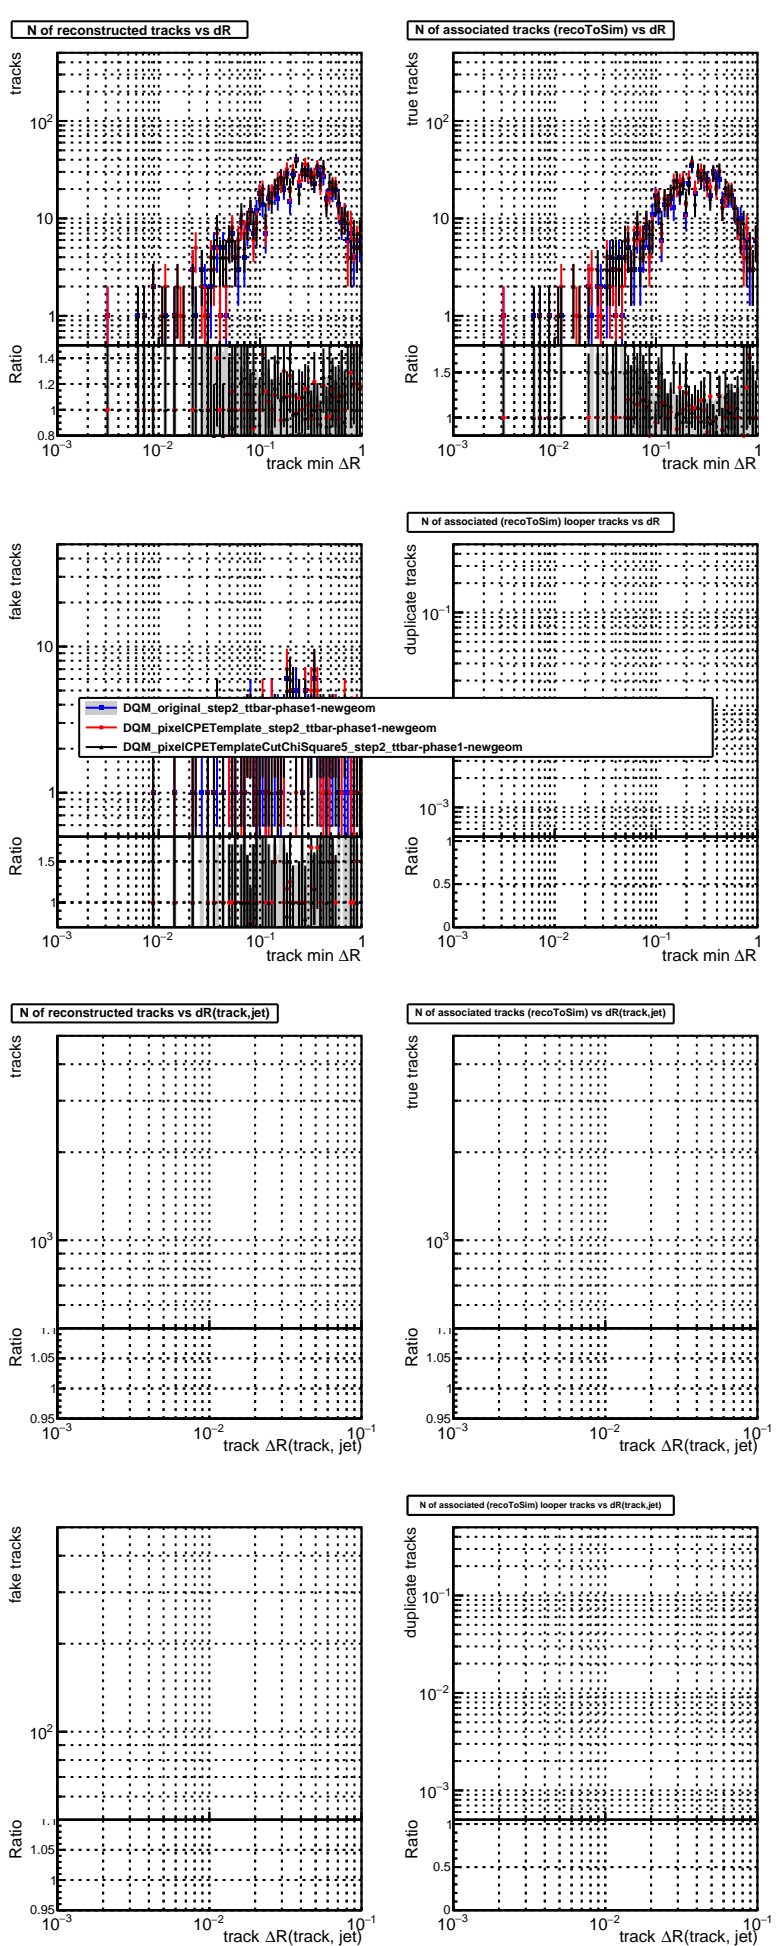 N of reconstructed tracks vs dR
tracks
10²
10
1
Ratio
1.4
1.2
1
0.8
10⁻³ 10⁻² 10⁻¹ 1
track min ΔR
N of associated tracks (recoToSim) vs dR
true tracks
10²
10
1
Ratio
1.5
1
10⁻³ 10⁻² 10⁻¹ 1
track min ΔR
fake tracks
10
1
Ratio
1.5
1
10⁻³ 10⁻² 10⁻¹ 1
track min ΔR
N of associated (recoToSim) looper tracks vs dR
duplicate tracks
10⁻¹
10⁻³
Ratio
1
0.5
0
10⁻³ 10⁻² 10⁻¹ 1
track min ΔR
DQM_original_step2_ttbar-phase1-newgeom
DQM_pixelCPETemplate_step2_ttbar-phase1-newgeom
DQM_pixelCPETemplateCutChiSquare5_step2_ttbar-phase1-newgeom
N of reconstructed tracks vs dR(track,jet)
tracks
10³
Ratio
1.1
1.05
1
0.95
10⁻³ 10⁻² 10⁻¹
track ΔR(track, jet)
N of associated tracks (recoToSim) vs dR(track,jet)
true tracks
10³
Ratio
1.1
1.05
1
0.95
10⁻³ 10⁻² 10⁻¹
track ΔR(track, jet)
fake tracks
10²
Ratio
1.1
1.05
1
0.95
10⁻³ 10⁻² 10⁻¹
track ΔR(track, jet)
N of associated (recoToSim) looper tracks vs dR(track,jet)
duplicate tracks
10⁻¹
10⁻²
10⁻³
Ratio
1
0.5
0
10⁻³ 10⁻² 10⁻¹
track ΔR(track, jet)